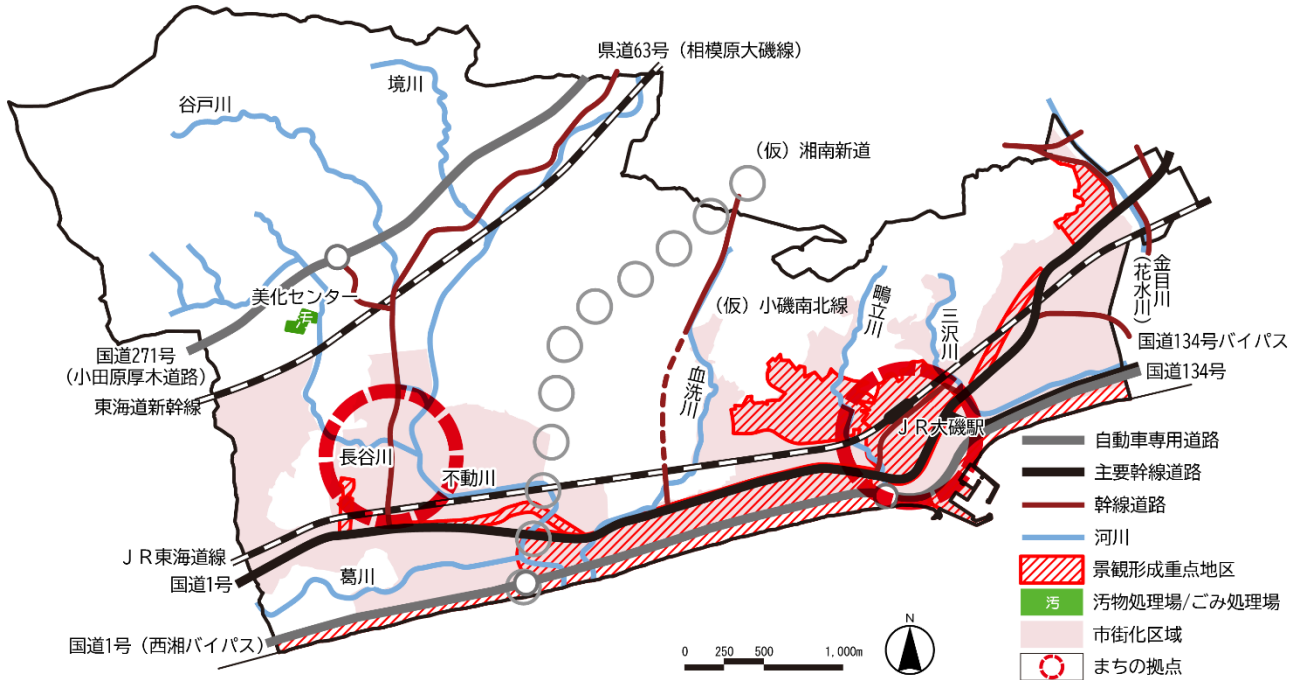 県道63号（相模原大磯線）
境川
谷戸川
（仮）湘南新道
金目川
（花水川）
美化センター
汚
（仮）小磯南北線
鴫立川
三沢川
血洗川
国道271号
（小田原厚木道路）
東海道新幹線
国道134号バイパス
国道134号
ＪＲ大磯駅
長谷川
不動川
ＪＲ東海道線
国道1号
葛川
国道1号（西湘バイパス）
自動車専用道路
主要幹線道路
幹線道路
河川
景観形成重点地区
汚 汚物処理場/ごみ処理場
市街化区域
まちの拠点
N
0 250 500 1,000m